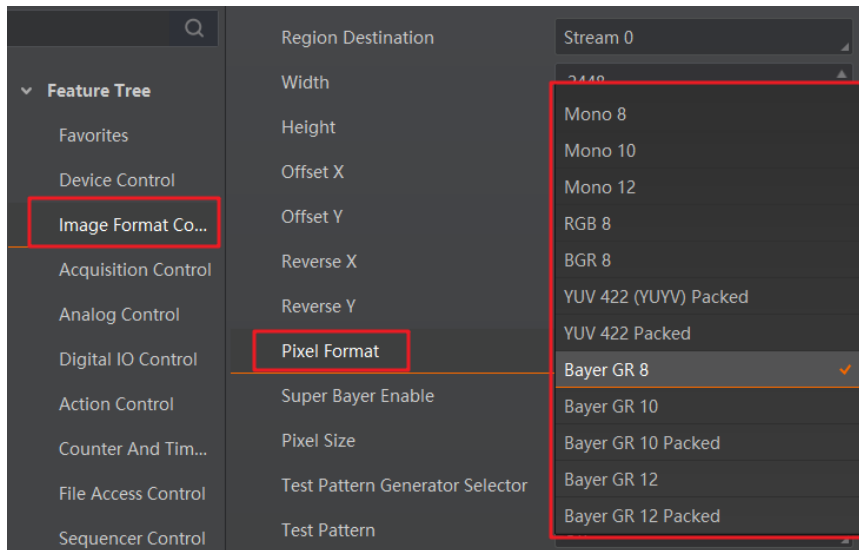 Feature Tree
Favorites
Device Control
Image Format Co...
Acquisition Control
Analog Control
Digital IO Control
Action Control
Counter And Tim...
File Access Control
Sequencer Control
Region Destination
Stream 0
Width
2448
Height
Offset X
Offset Y
Reverse X
Reverse Y
Pixel Format
Super Bayer Enable
Pixel Size
Test Pattern Generator Selector
Test Pattern
Mono 8
Mono 10
Mono 12
RGB 8
BGR 8
YUV 422 (YUYV) Packed
YUV 422 Packed
Bayer GR 8
Bayer GR 10
Bayer GR 10 Packed
Bayer GR 12
Bayer GR 12 Packed